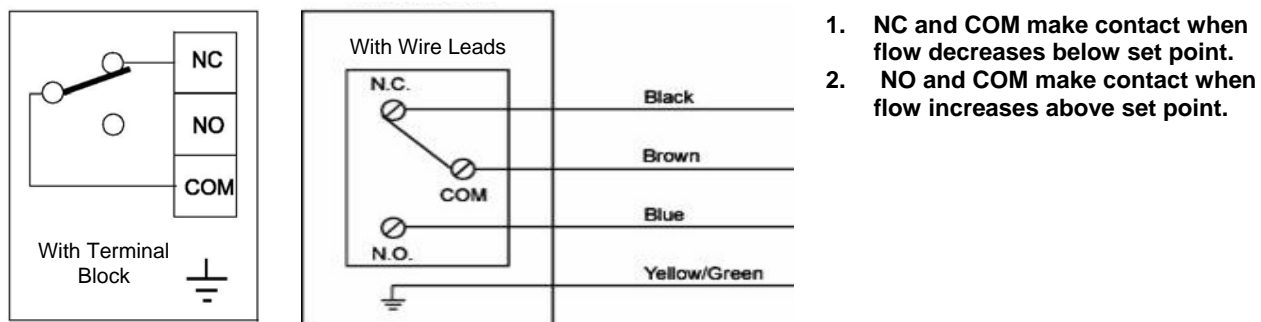 NC
NO
COM
With Terminal
Block
With Wire Leads
N.C.
COM
N.O.
Black
Brown
Blue
Yellow/Green
1. NC and COM make contact when
flow decreases below set point.
2. NO and COM make contact when
flow increases above set point.